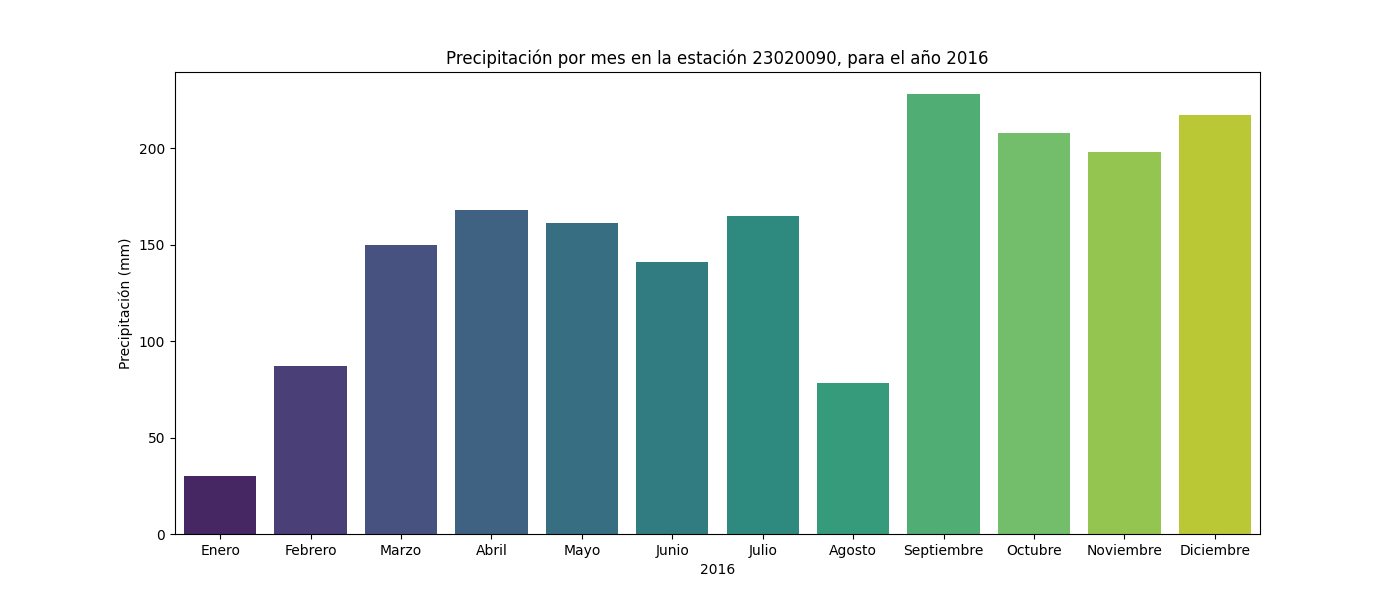 Precipitación por mes en la estación 23020090, para el año 2016
Precipitación (mm)
200
150
100
50
0
Enero Febrero Marzo Abril Mayo Junio Julio Agosto Septiembre Octubre Noviembre Diciembre
2016